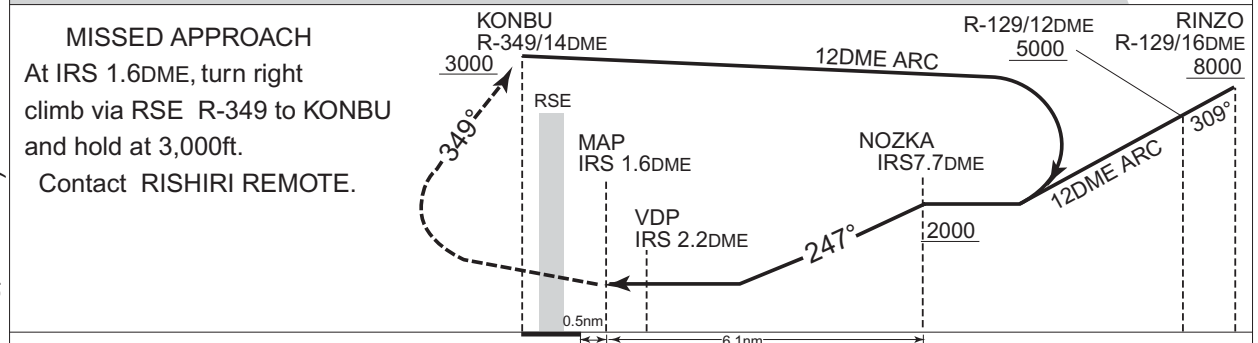 MISSED APPROACH
At IRS 1.6DME, turn right
climb via RSE R-349 to KONBU
and hold at 3,000ft.
Contact RISHIRI REMOTE.
KONBU
R-349/14DME
3000
349°
RSE
MAP
IRS 1.6DME
VDP
IRS 2.2DME
12DME ARC
NOZKA
IRS7.7DME
247°
2000
R-129/12DME
5000
RINZO
R-129/16DME
8000
309°
12DME ARC
0.5nm
6.1nm